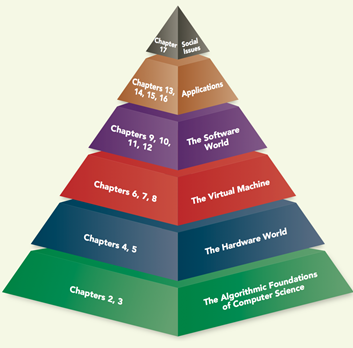 Chapter
17
Social
Issues
Chapters 13,
14, 15, 16
Applications
Chapters 9, 10,
11, 12
The Software
World
Chapters 6, 7, 8
The Virtual Machine
Chapters 4, 5
The Hardware World
Chapters 2, 3
The Algorithmic Foundations
of Computer Science